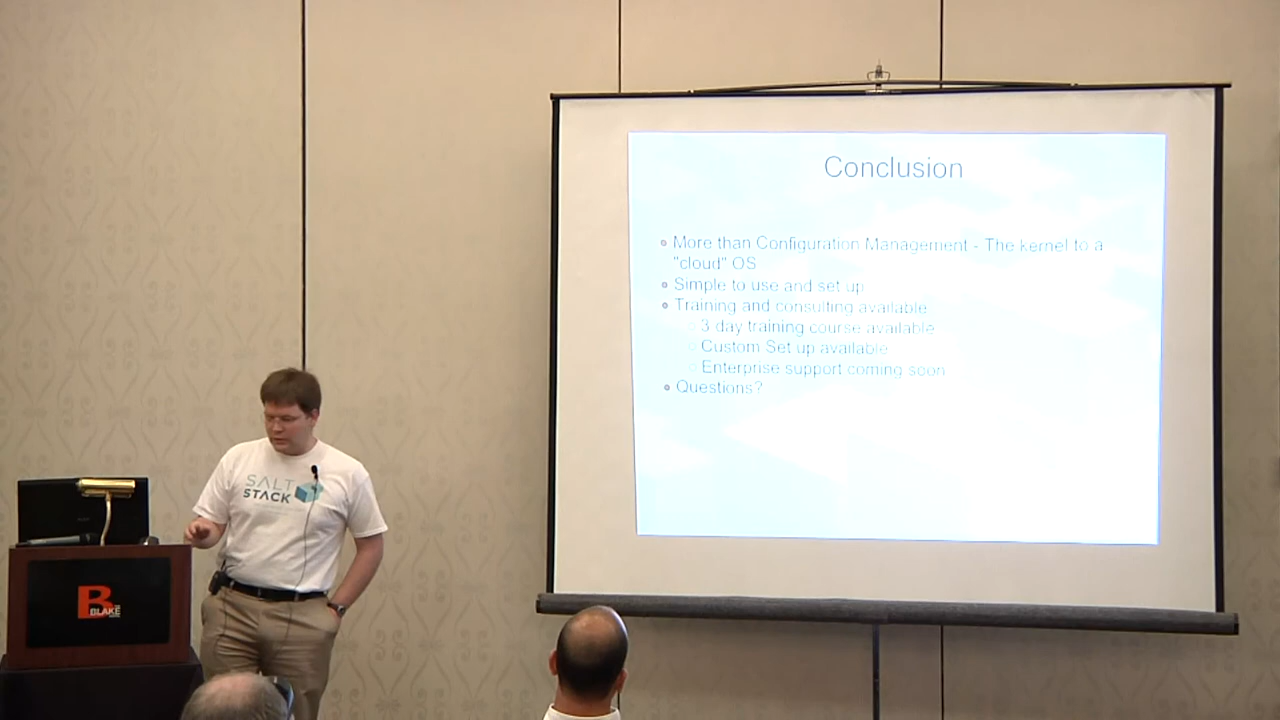 Conclusion
More than Configuration Management - The kernel to a
"cloud" OS
Simple to use and set up
Training and consulting available
3 day training course available
Custom Set up available
Enterprise support coming soon
Questions?
SALT
STACK
B
BLAKE